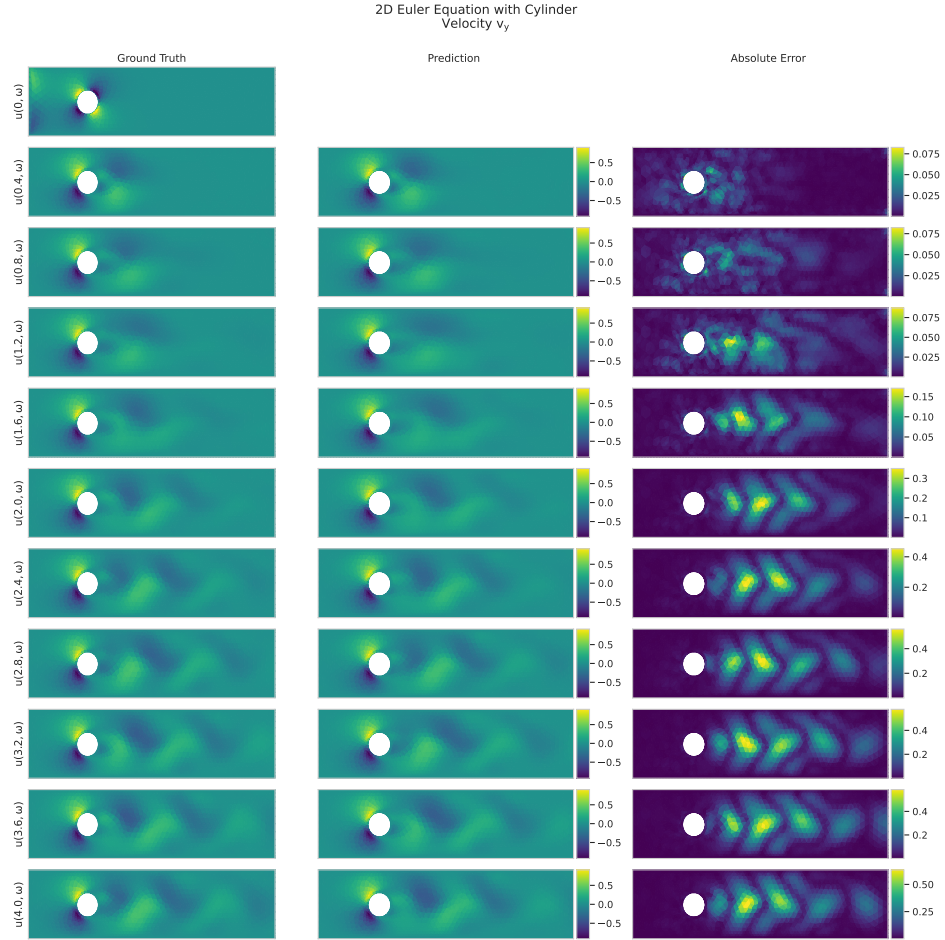 2D Euler Equation with Cylinder
Velocity v_y
Ground Truth Prediction Absolute Error
u(0, ω)
u(0.4, ω) 0.5 0.0 −0.5 0.075 0.050 0.025
u(0.8, ω) 0.5 0.0 −0.5 0.075 0.050 0.025
u(1.2, ω) 0.5 0.0 −0.5 0.075 0.050 0.025
u(1.6, ω) 0.5 0.0 −0.5 0.15 0.10 0.05
u(2.0, ω) 0.5 0.0 −0.5 0.3 0.2 0.1
u(2.4, ω) 0.5 0.0 −0.5 0.4 0.2
u(2.8, ω) 0.5 0.0 −0.5 0.4 0.2
u(3.2, ω) 0.5 0.0 −0.5 0.4 0.2
u(3.6, ω) 0.5 0.0 −0.5 0.4 0.2
u(4.0, ω) 0.5 0.0 −0.5 0.50 0.25